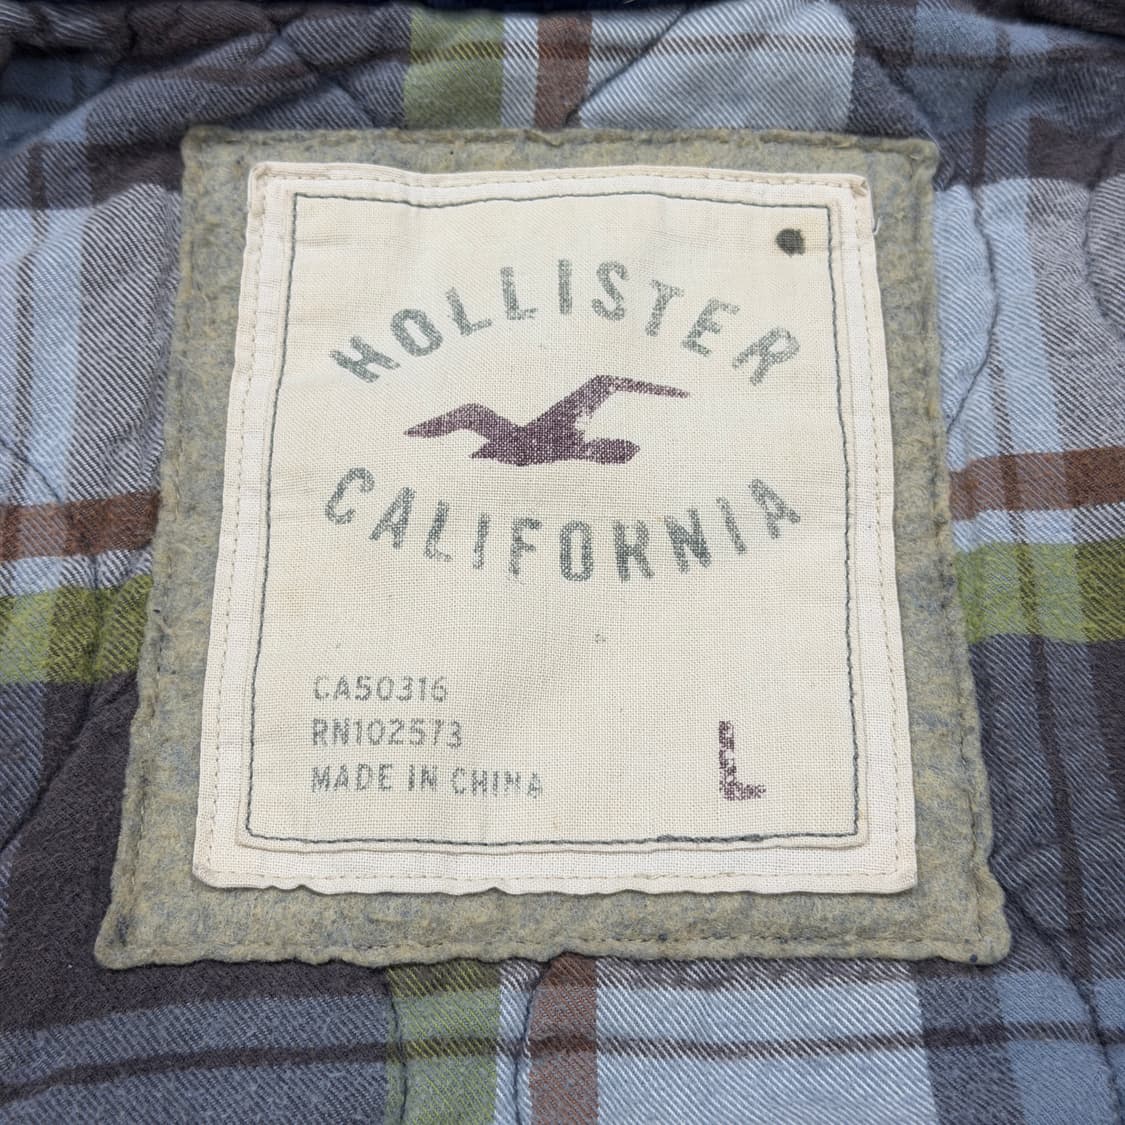 HOLLISTER
CALIFORNIA
CA50316
RN102573
MADE IN CHINA
L